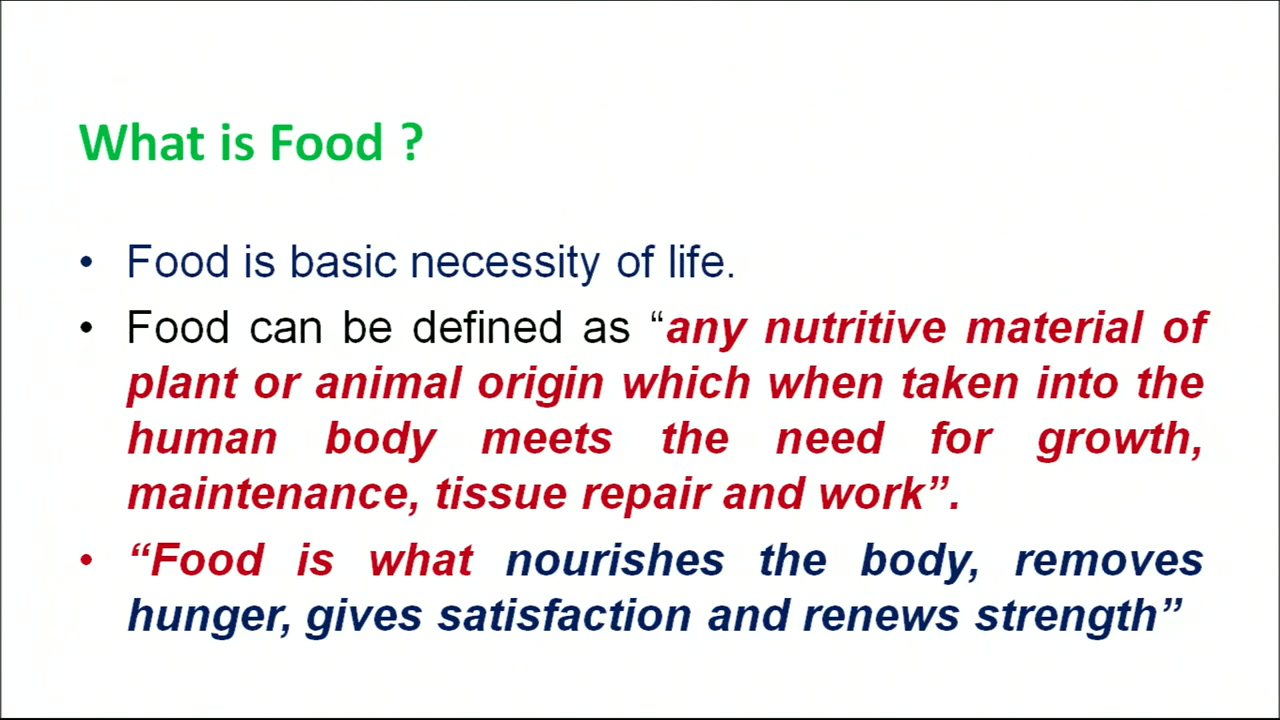 What is Food ?
• Food is basic necessity of life.
• Food can be defined as “any nutritive material of
plant or animal origin which when taken into the
human body meets the need for growth,
maintenance, tissue repair and work”.
• “Food is what nourishes the body, removes
hunger, gives satisfaction and renews strength”